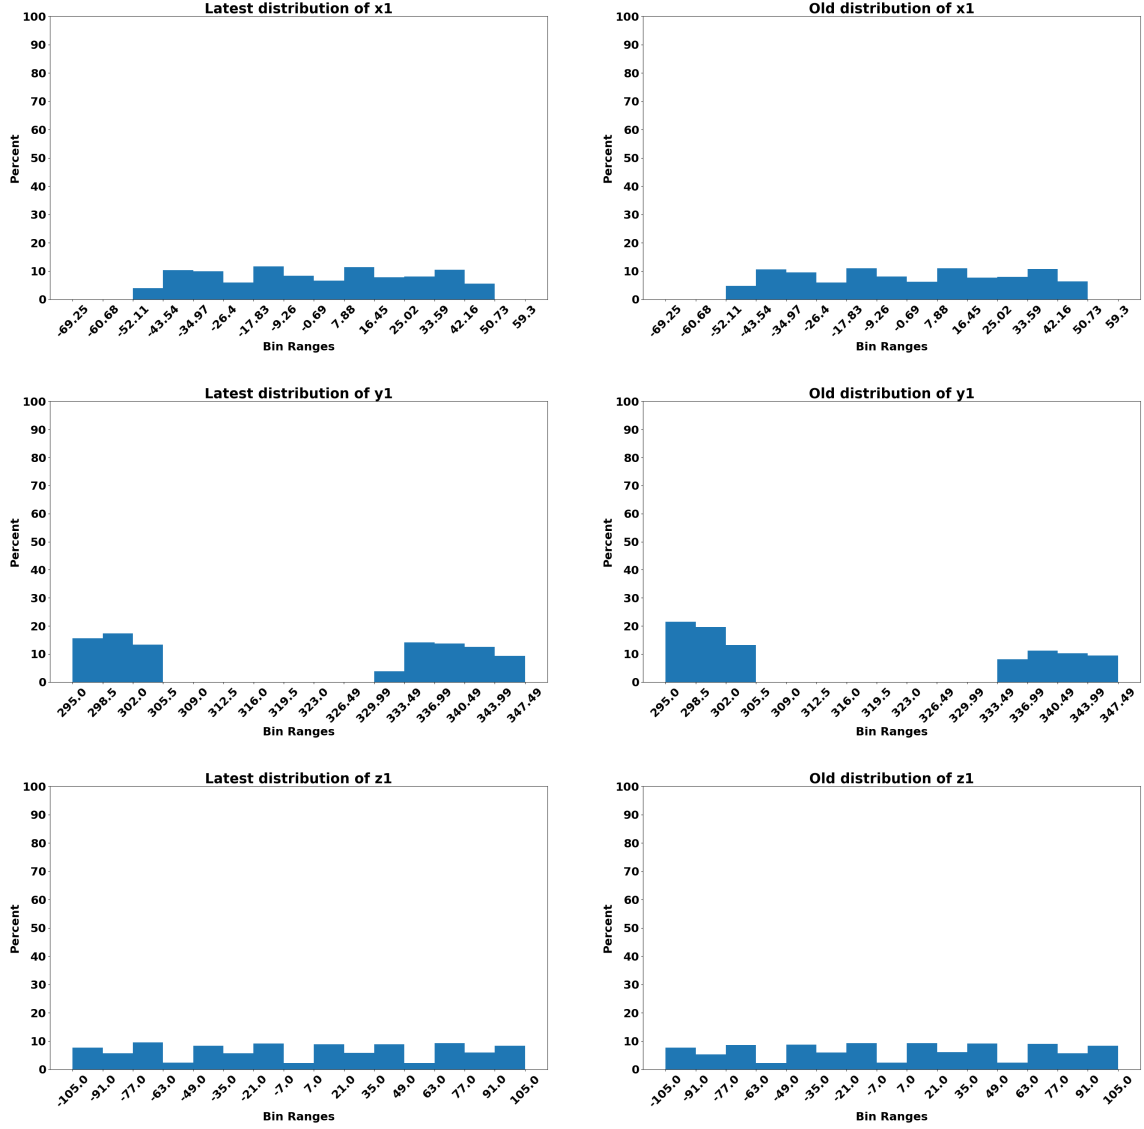 Latest distribution of x1
100
90
80
70
60
50
40
30
20
10
0
Percent
-69.25 -60.68 -52.11 -43.54 -34.97 -26.4 -17.83 -9.26 -0.69 7.88 16.45 25.02 33.59 42.16 50.73 59.3
Bin Ranges
Old distribution of x1
100
90
80
70
60
50
40
30
20
10
0
Percent
-69.25 -60.68 -52.11 -43.54 -34.97 -26.4 -17.83 -9.26 -0.69 7.88 16.45 25.02 33.59 42.16 50.73 59.3
Bin Ranges
Latest distribution of y1
100
90
80
70
60
50
40
30
20
10
0
Percent
295.0 298.5 302.0 305.5 309.0 312.5 316.0 319.5 323.0 326.49 329.99 333.49 336.99 340.49 343.99 347.49
Bin Ranges
Old distribution of y1
100
90
80
70
60
50
40
30
20
10
0
Percent
295.0 298.5 302.0 305.5 309.0 312.5 316.0 319.5 323.0 326.49 329.99 333.49 336.99 340.49 343.99 347.49
Bin Ranges
Latest distribution of z1
100
90
80
70
60
50
40
30
20
10
0
Percent
-105.0 -91.0 -77.0 -63.0 -49.0 -35.0 -21.0 -7.0 7.0 21.0 35.0 49.0 63.0 77.0 91.0 105.0
Bin Ranges
Old distribution of z1
100
90
80
70
60
50
40
30
20
10
0
Percent
-105.0 -91.0 -77.0 -63.0 -49.0 -35.0 -21.0 -7.0 7.0 21.0 35.0 49.0 63.0 77.0 91.0 105.0
Bin Ranges